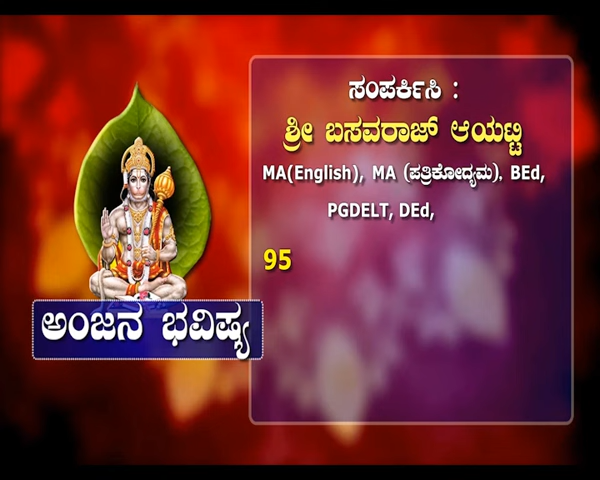 ಸಂಪರ್ಕಿಸಿ :
ಶ್ರೀ ಬಸವರಾಜ್ ಆಯಟ್ಟಿ
MA(English), MA (ಪತ್ರಿಕೋದ್ಯಮ), BEd,
PGDELT, DEd,
95
ಅಂಜನ ಭವಿಷ್ಯ